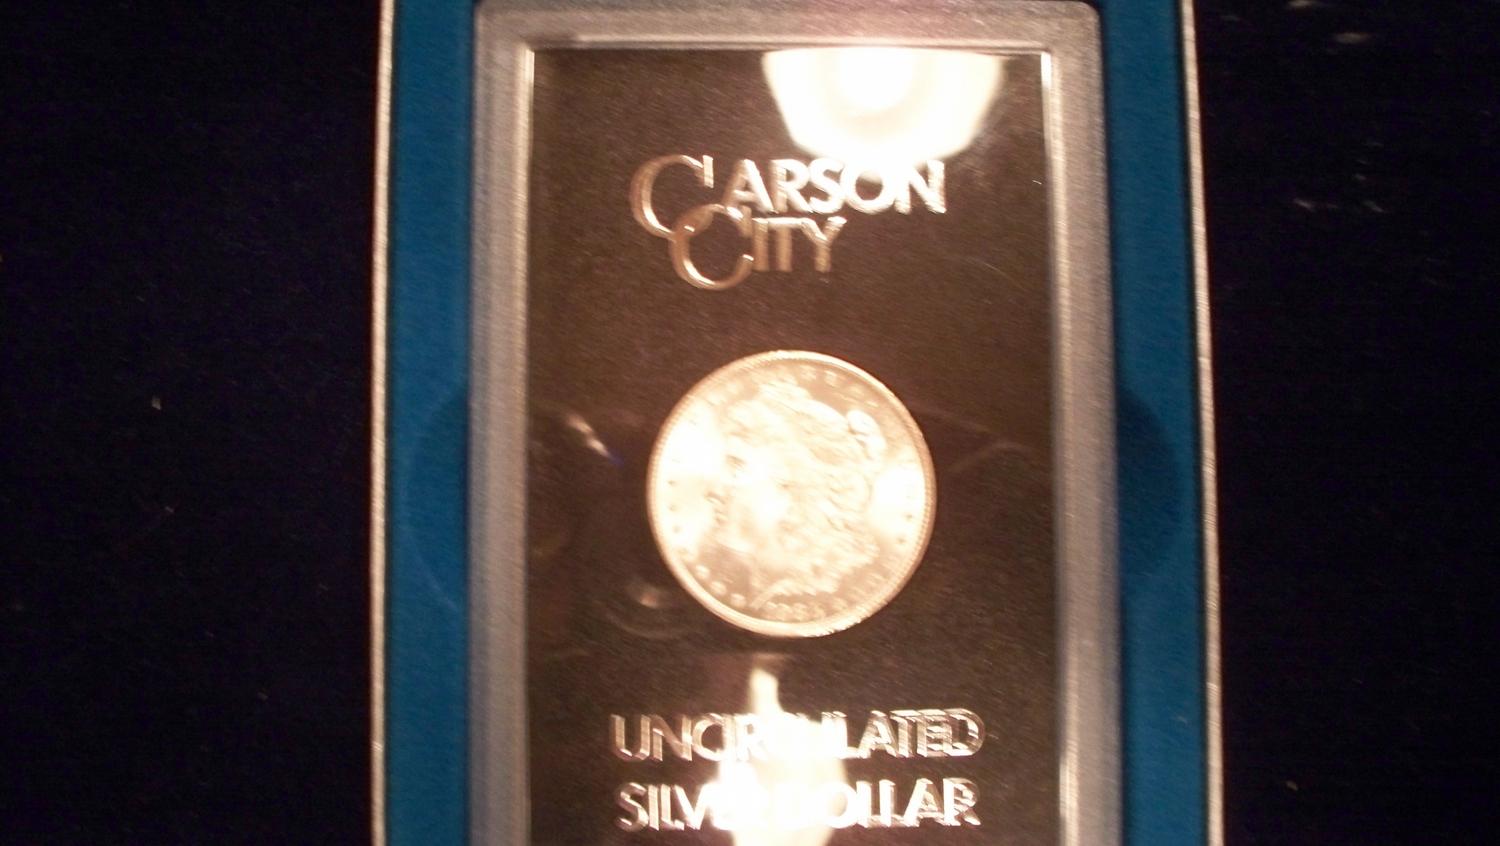 CARSON
CITY
UNCIRCULATED
SILVER DOLLAR